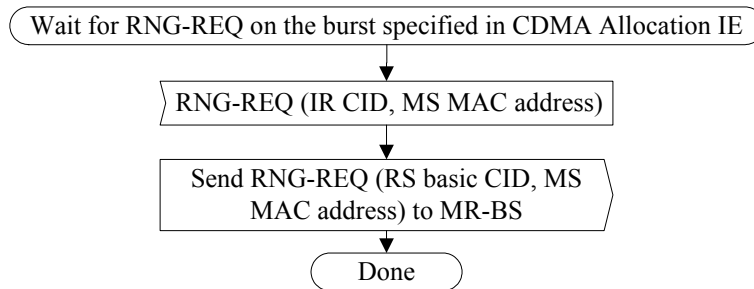 Wait for RNG-REQ on the burst specified in CDMA Allocation IE
RNG-REQ (IR CID, MS MAC address)
Send RNG-REQ (RS basic CID, MS
MAC address) to MR-BS
Done